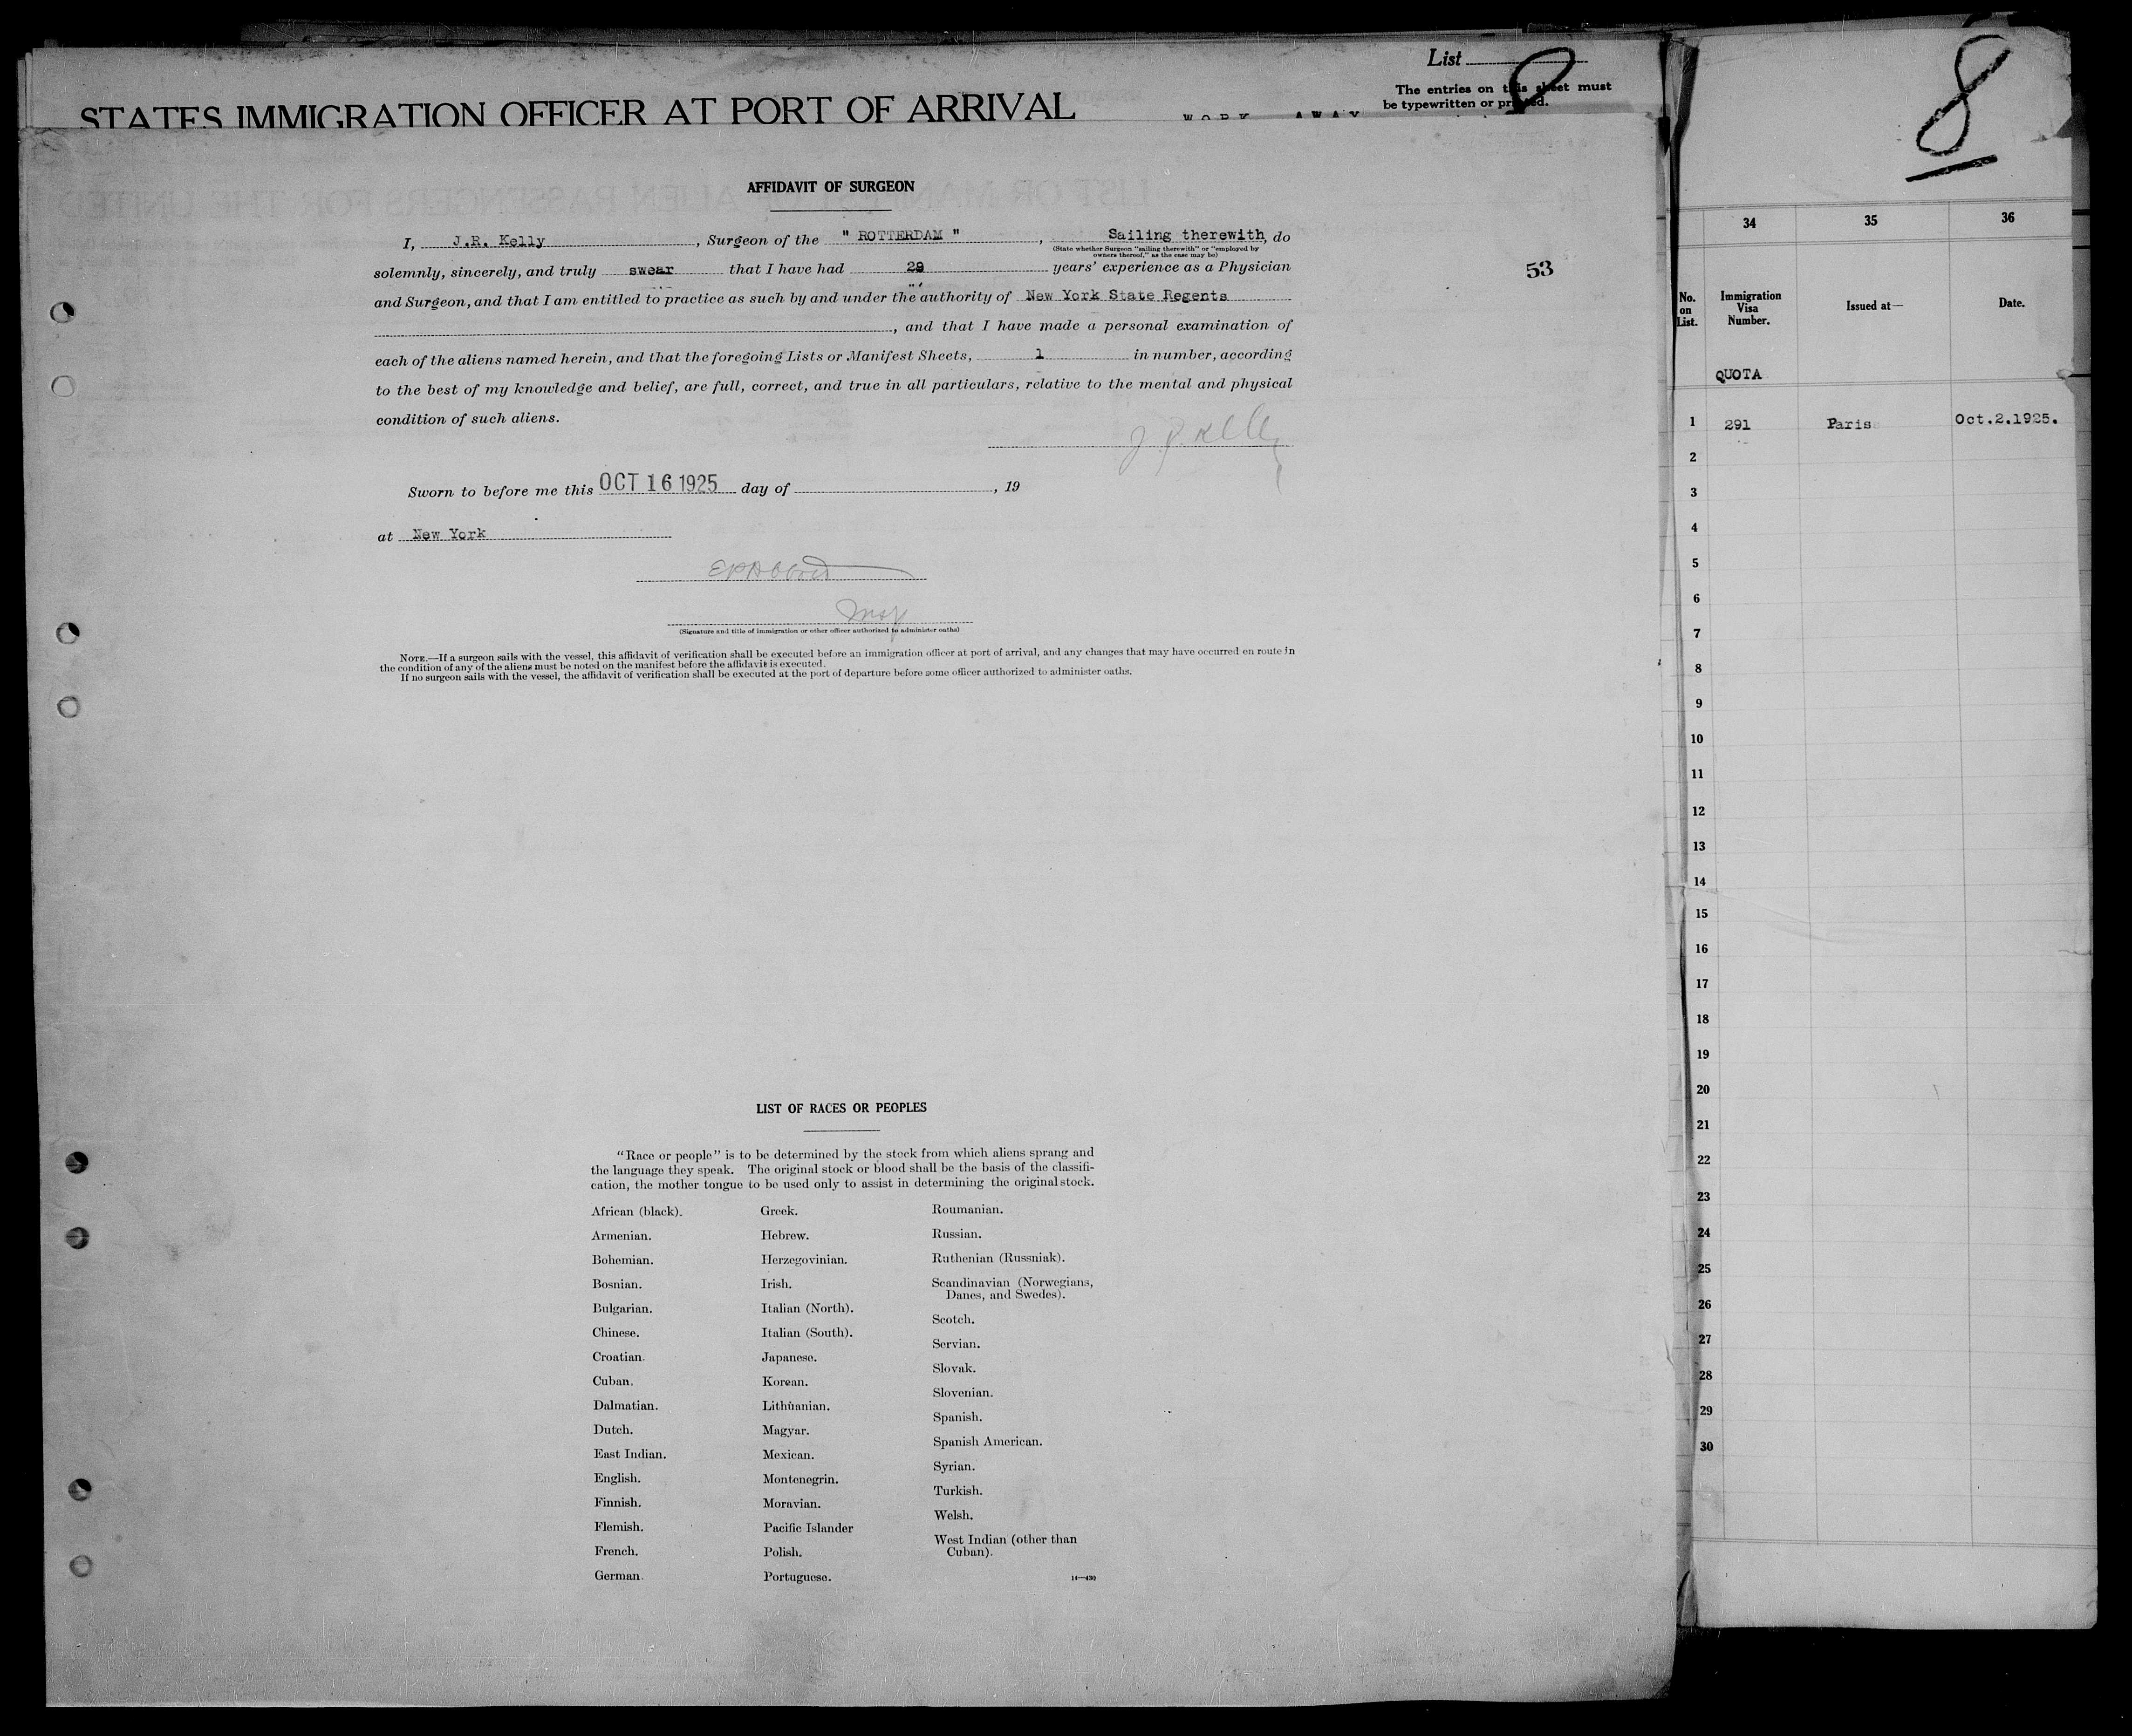 List
8
The entries on this sheet must
be typewritten or printed.
STATES IMMIGRATION OFFICER AT PORT OF ARRIVAL
WORK AWAY
AFFIDAVIT OF SURGEON
I, J.R. Kelly, Surgeon of the " ROTTERDAM ", Sailing therewith, do
(State whether Surgeon "sailing therewith" or "employed by
owners thereof," as the case may be)
solemnly, sincerely, and truly swear that I have had 29 years' experience as a Physician
53
and Surgeon, and that I am entitled to practice as such by and under the authority of New York State Regents
, and that I have made a personal examination of
each of the aliens named herein, and that the foregoing Lists or Manifest Sheets, 1 in number, according
to the best of my knowledge and belief, are full, correct, and true in all particulars, relative to the mental and physical
condition of such aliens.
J R Kelly
Sworn to before me this OCT 16 1925 day of , 19
at New York
(Signature and title of immigration or other officer authorized to administer oaths)
NOTE.—If a surgeon sails with the vessel, this affidavit of verification shall be executed before an immigration officer at port of arrival, and any changes that may have occurred en route in
the condition of any of the aliens must be noted on the manifest before the affidavit is executed.
If no surgeon sails with the vessel, the affidavit of verification shall be executed at the port of departure before some officer authorized to administer oaths.
LIST OF RACES OR PEOPLES
"Race or people" is to be determined by the stock from which aliens sprang and
the language they speak. The original stock or blood shall be the basis of the classifi-
cation, the mother tongue to be used only to assist in determining the original stock.
African (black).
Armenian.
Bohemian.
Bosnian.
Bulgarian.
Chinese.
Croatian.
Cuban.
Dalmatian.
Dutch.
East Indian.
English.
Finnish.
Flemish.
French.
German.
Greek.
Hebrew.
Herzegovinian.
Irish.
Italian (North).
Italian (South).
Japanese.
Korean.
Lithuanian.
Magyar.
Mexican.
Montenegrin.
Moravian.
Pacific Islander
Polish.
Portuguese.
Roumanian.
Russian.
Ruthenian (Russniak).
Scandinavian (Norwegians,
Danes, and Swedes).
Scotch.
Servian.
Slovak.
Slovenian.
Spanish.
Spanish American.
Syrian.
Turkish.
Welsh.
West Indian (other than
Cuban).
14—430
8
34 35 36
No.
on
List.
Immigration
Visa
Number.
Issued at—
Date.
QUOTA
1 291 Paris Oct.2.1925.
2
3
4
5
6
7
8
9
10
11
12
13
14
15
16
17
18
19
20
21
22
23
24
25
26
27
28
29
30